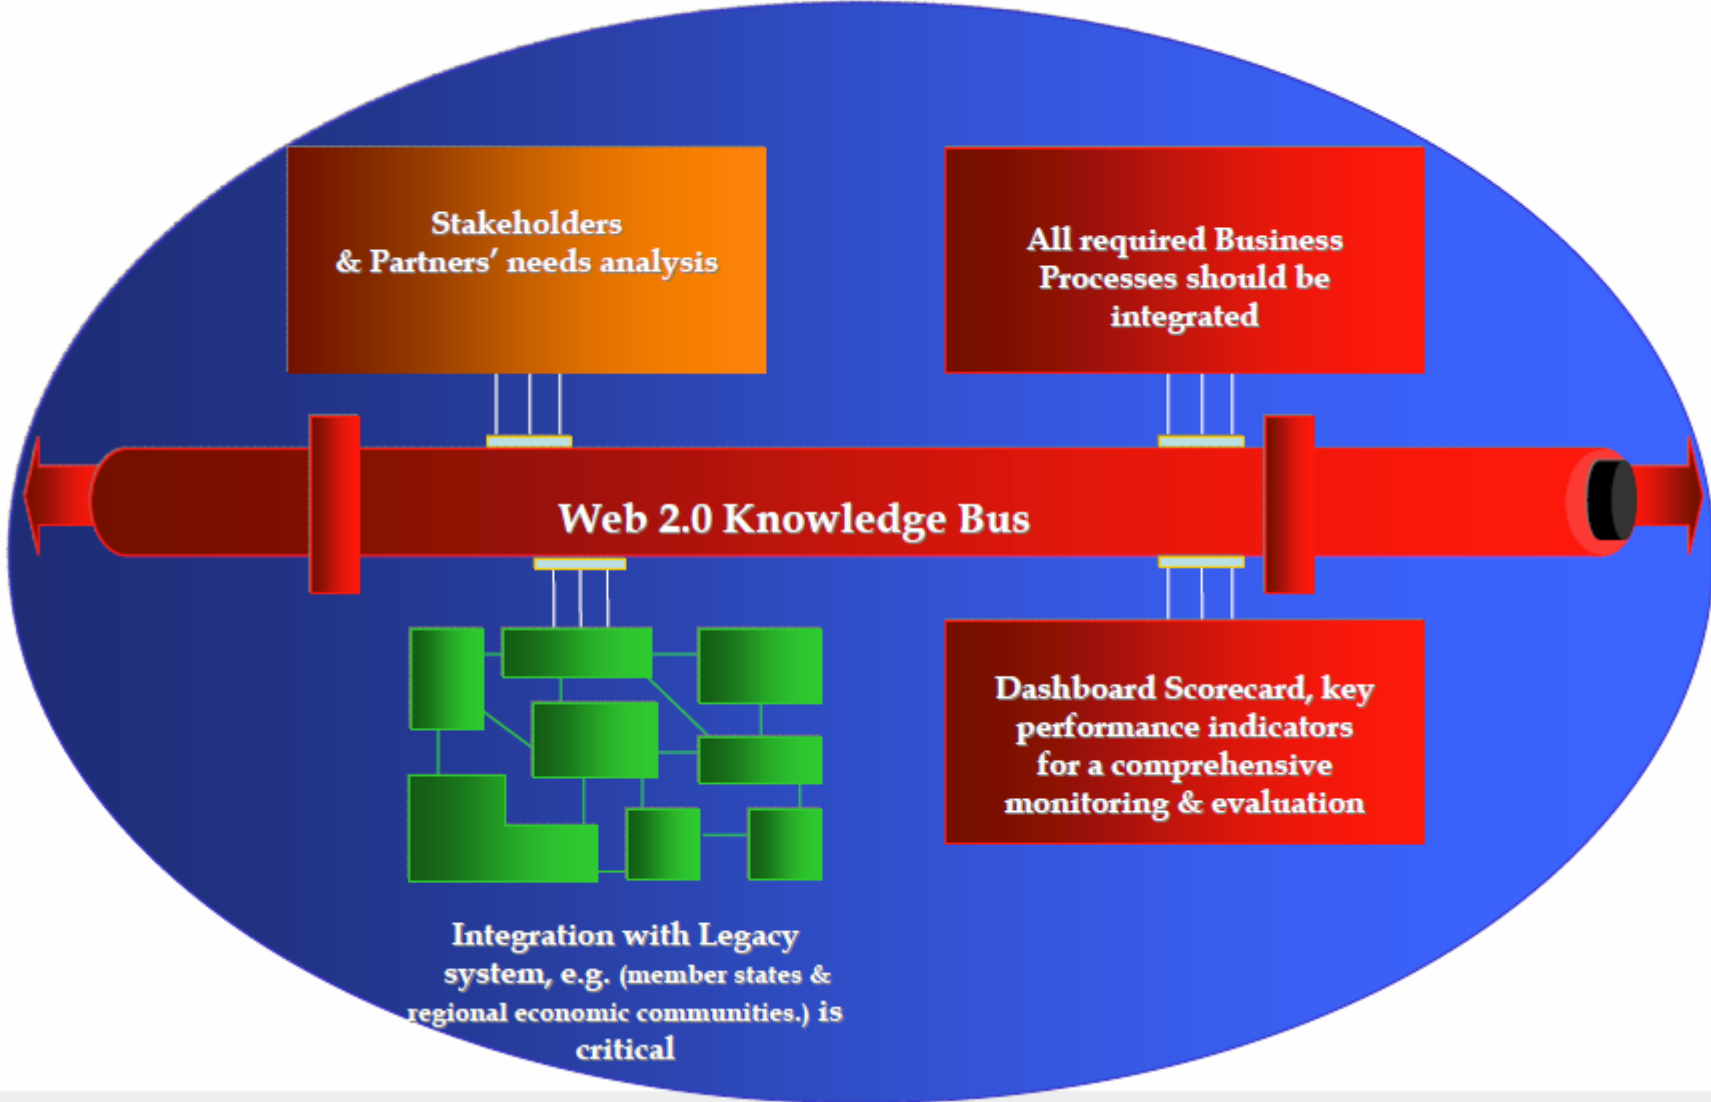 Stakeholders
& Partners’ needs analysis
All required Business
Processes should be
integrated
Web 2.0 Knowledge Bus
Dashboard Scorecard, key
performance indicators
for a comprehensive
monitoring & evaluation
Integration with Legacy
system, e.g. (member states &
regional economic communities.) is
critical